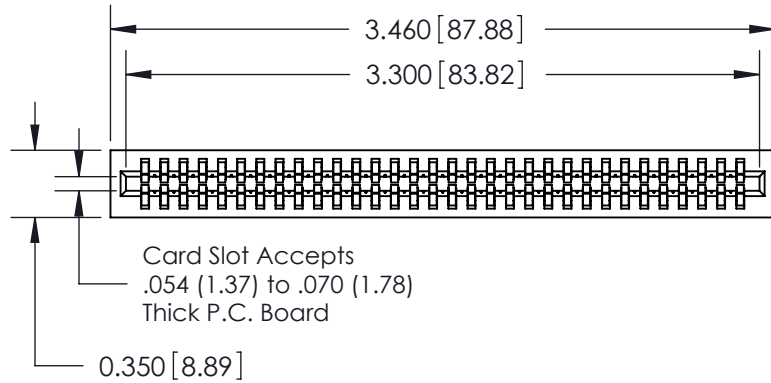 3.460 [87.88]
3.300 [83.82]
Card Slot Accepts
.054 (1.37) to .070 (1.78)
Thick P.C. Board
0.350 [8.89]